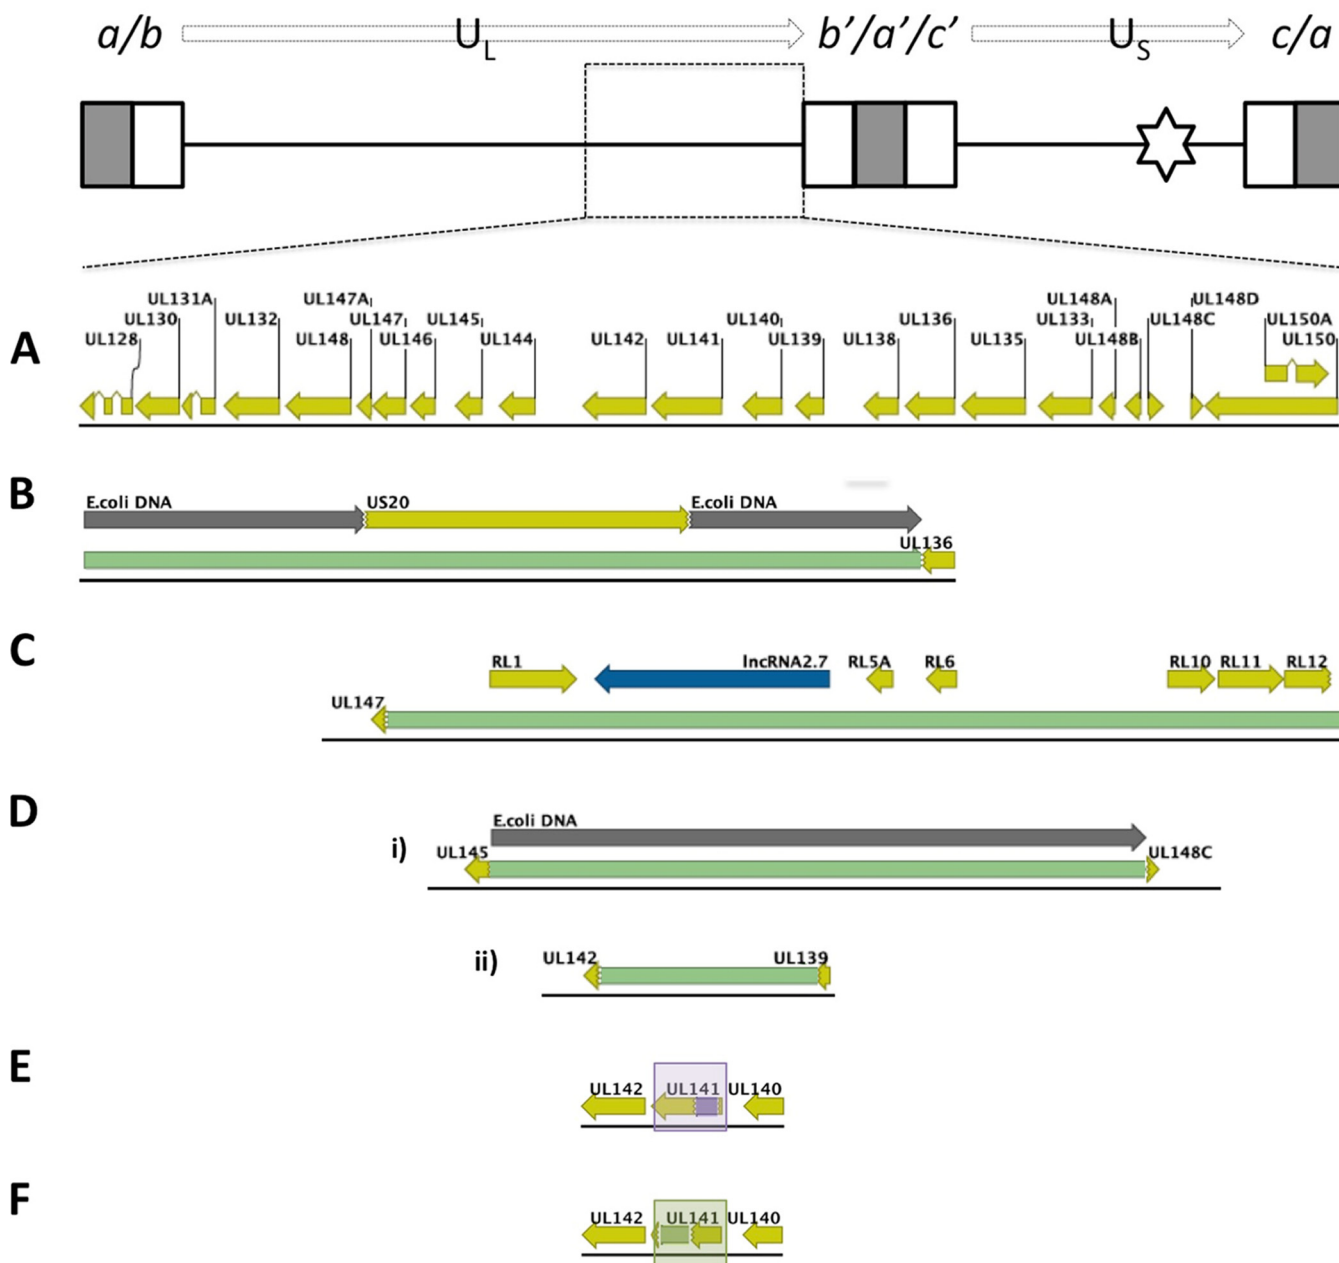 a/b UL b’/a’/c’ US c/a
A
UL131A UL147A UL148A UL148D
UL130 UL132 UL147 UL145 UL140 UL136 UL133 UL148C UL150A
UL128 UL148 UL146 UL144 UL142 UL141 UL139 UL138 UL135 UL148B UL150
B
E.coli DNA US20 E.coli DNA
UL136
C
RL1 lncRNA2.7 RL5A RL6 RL10 RL11 RL12
UL147
D
E.coli DNA
i)
UL145 UL148C
ii)
UL142 UL139
E
UL142 UL141 UL140
F
UL142 UL141 UL140